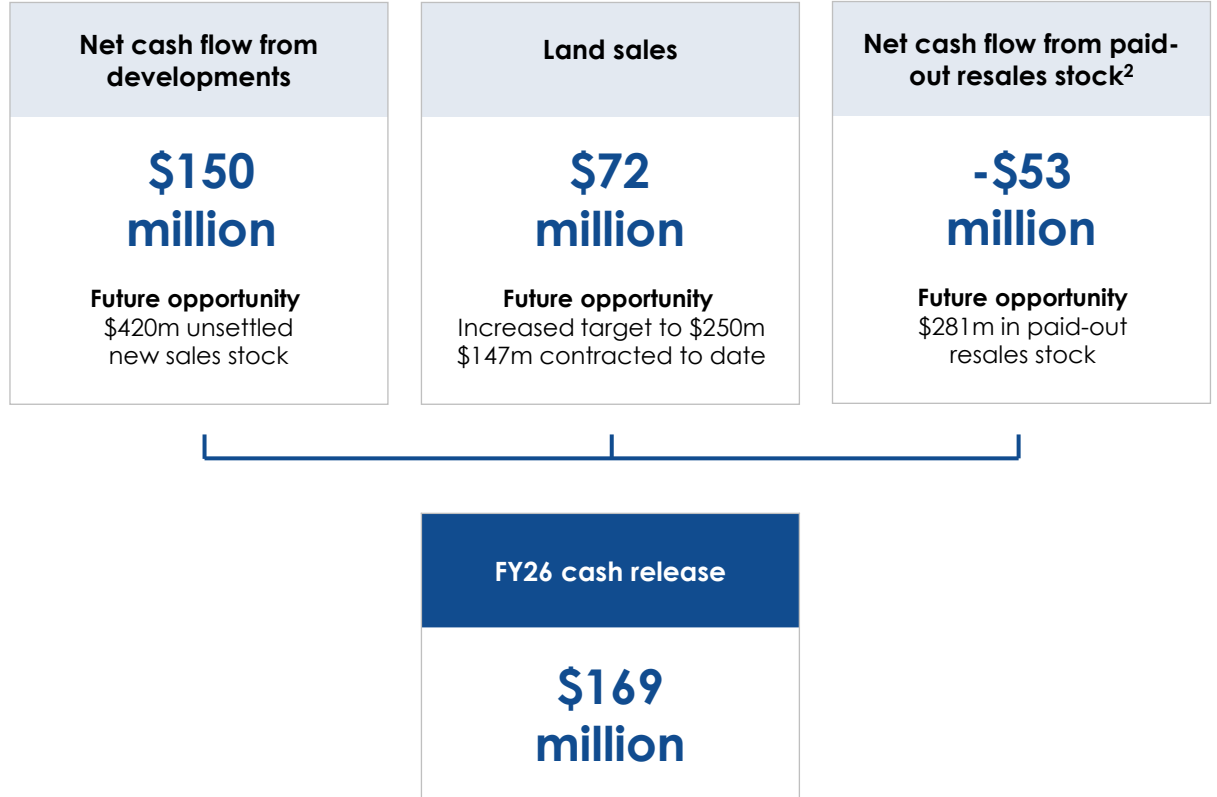 Net cash flow from
developments
$150
million
Future opportunity
$420m unsettled
new sales stock
Land sales
$72
million
Future opportunity
Increased target to $250m
$147m contracted to date
Net cash flow from paid-
out resales stock²
-$53
million
Future opportunity
$281m in paid-out
resales stock
FY26 cash release
$169
million